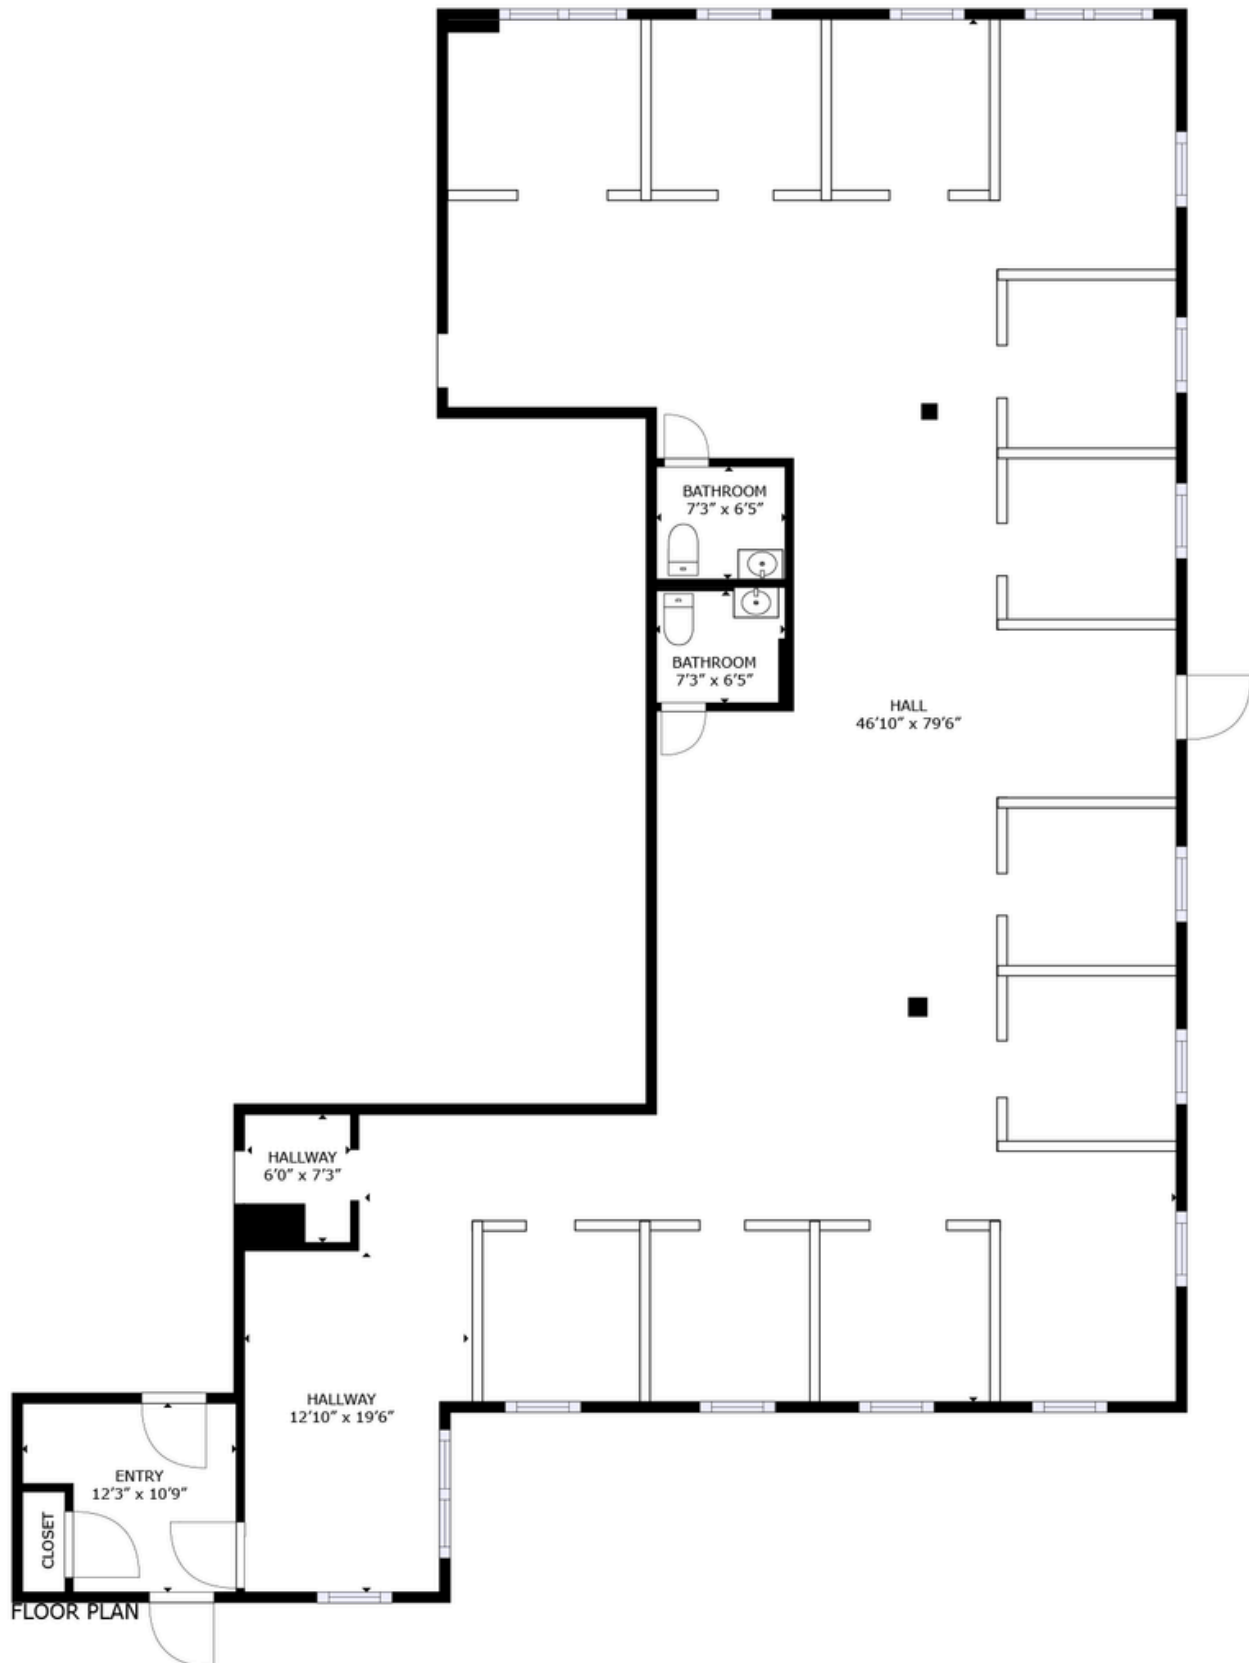 BATHROOM
7'3" x 6'5"
BATHROOM
7'3" x 6'5"
HALL
46'10" x 79'6"
HALLWAY
6'0" x 7'3"
HALLWAY
12'10" x 19'6"
ENTRY
12'3" x 10'9"
CLOSET
FLOOR PLAN